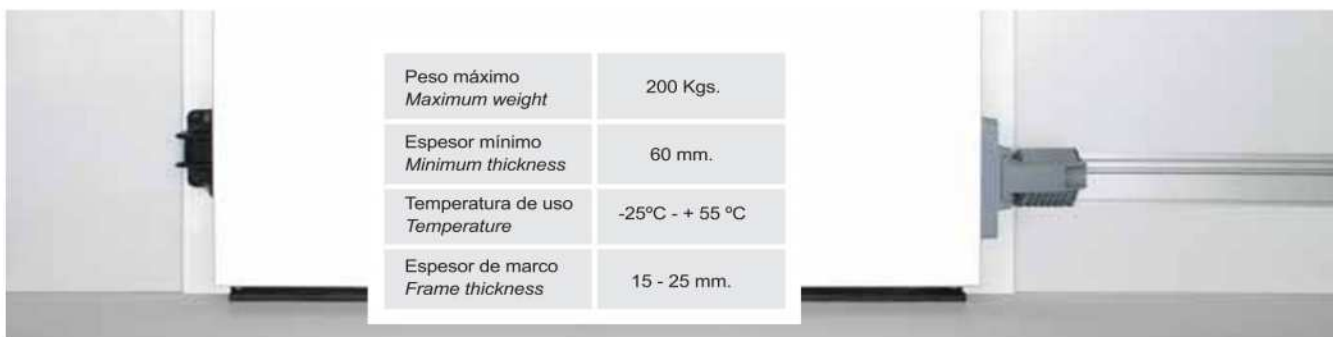 Peso máximo
Maximum weight
200 Kgs.
Espesor mínimo
Minimum thickness
60 mm.
Temperatura de uso
Temperature
-25ºC - + 55 ºC
Espesor de marco
Frame thickness
15 - 25 mm.